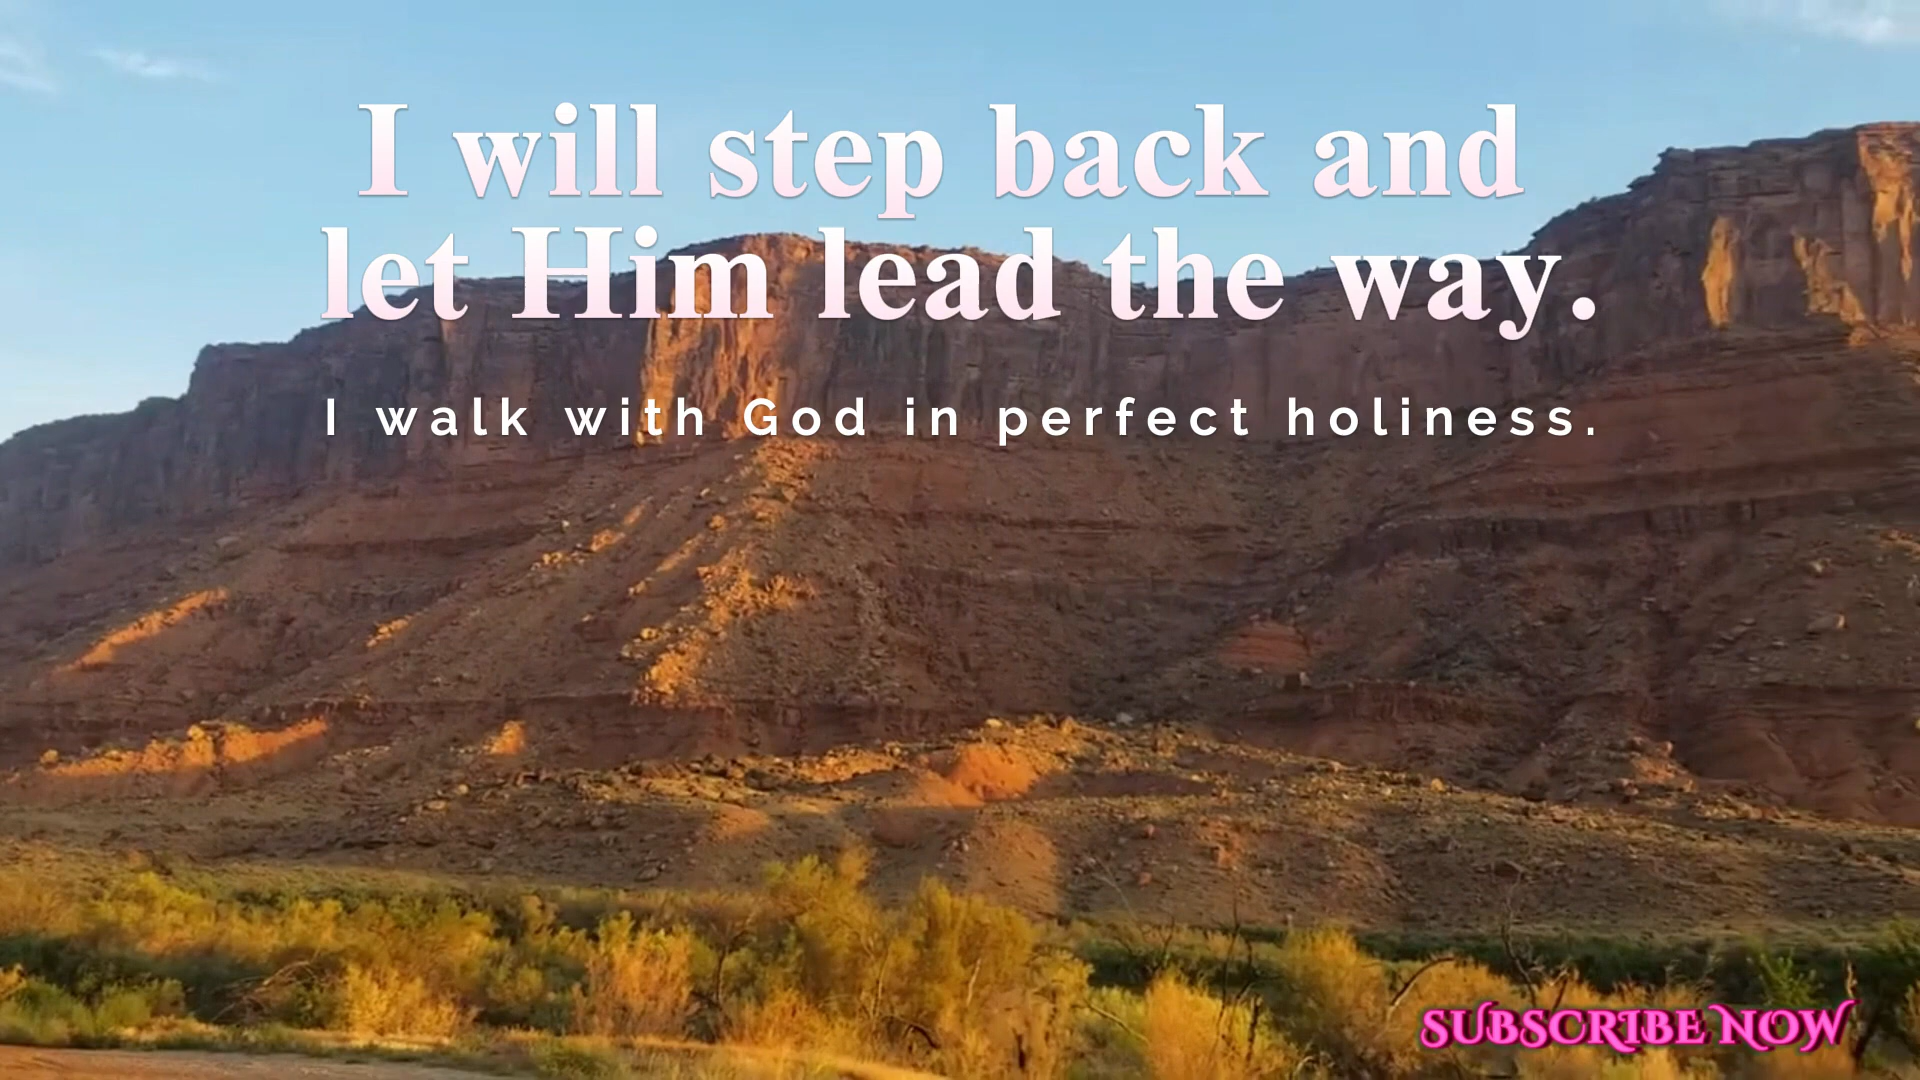 I will step back and
let Him lead the way.
I walk with God in perfect holiness.
SUBSCRIBE NOW